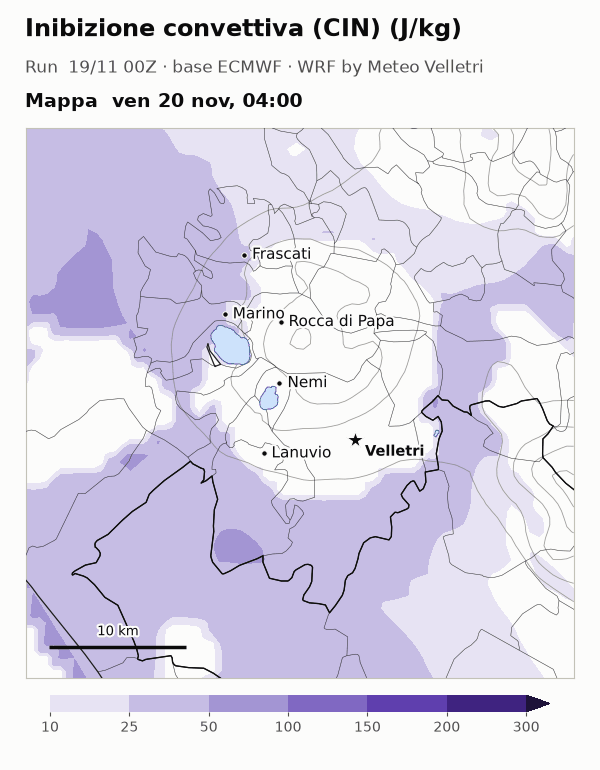 Inibizione convettiva (CIN) (J/kg)
Run  19/11 00Z · base ECMWF · WRF by Meteo Velletri
Mappa  ven 20 nov, 04:00
Frascati
Marino
Rocca di Papa
Nemi
Velletri
Lanuvio
10 km
10 25 50 100 150 200 300